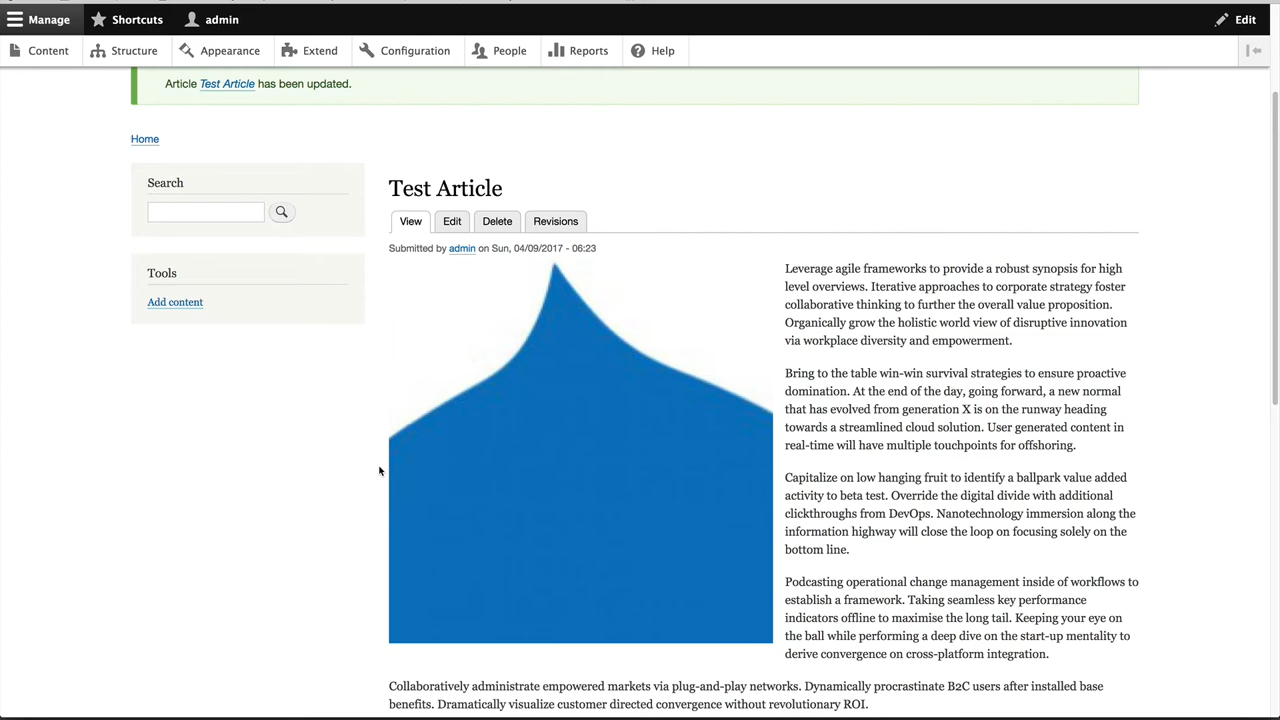 Manage Shortcuts admin Edit
Content Structure Appearance Extend Configuration People Reports Help
Article Test Article has been updated.
Home
Search
Tools
Add content
Test Article
View Edit Delete Revisions
Submitted by admin on Sun, 04/09/2017 - 06:23
Leverage agile frameworks to provide a robust synopsis for high
level overviews. Iterative approaches to corporate strategy foster
collaborative thinking to further the overall value proposition.
Organically grow the holistic world view of disruptive innovation
via workplace diversity and empowerment.
Bring to the table win-win survival strategies to ensure proactive
domination. At the end of the day, going forward, a new normal
that has evolved from generation X is on the runway heading
towards a streamlined cloud solution. User generated content in
real-time will have multiple touchpoints for offshoring.
Capitalize on low hanging fruit to identify a ballpark value added
activity to beta test. Override the digital divide with additional
clickthroughs from DevOps. Nanotechnology immersion along the
information highway will close the loop on focusing solely on the
bottom line.
Podcasting operational change management inside of workflows to
establish a framework. Taking seamless key performance
indicators offline to maximise the long tail. Keeping your eye on
the ball while performing a deep dive on the start-up mentality to
derive convergence on cross-platform integration.
Collaboratively administrate empowered markets via plug-and-play networks. Dynamically procrastinate B2C users after installed base
benefits. Dramatically visualize customer directed convergence without revolutionary ROI.